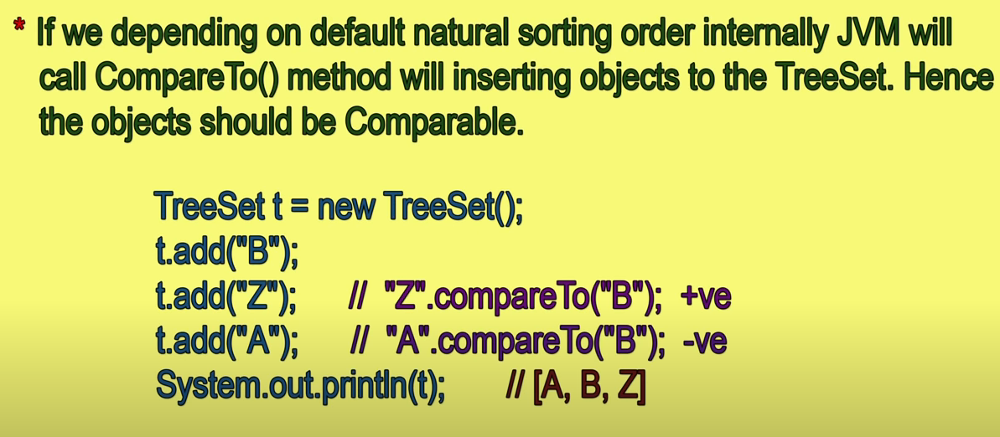 * If we depending on default natural sorting order internally JVM will
call CompareTo() method will inserting objects to the TreeSet. Hence
the objects should be Comparable.
TreeSet t = new TreeSet();
t.add("B");
t.add("Z"); // "Z".compareTo("B"); +ve
t.add("A"); // "A".compareTo("B"); -ve
System.out.println(t); // [A, B, Z]